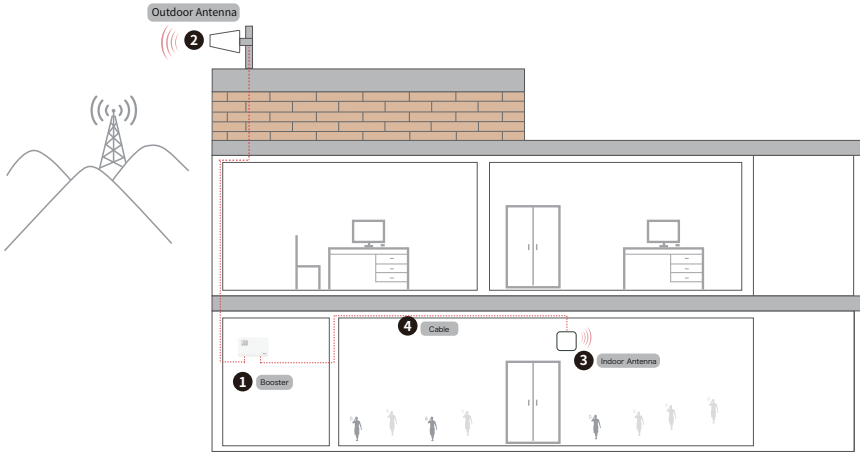 Outdoor Antenna
2
4
Cable
3
Indoor Antenna
1
Booster